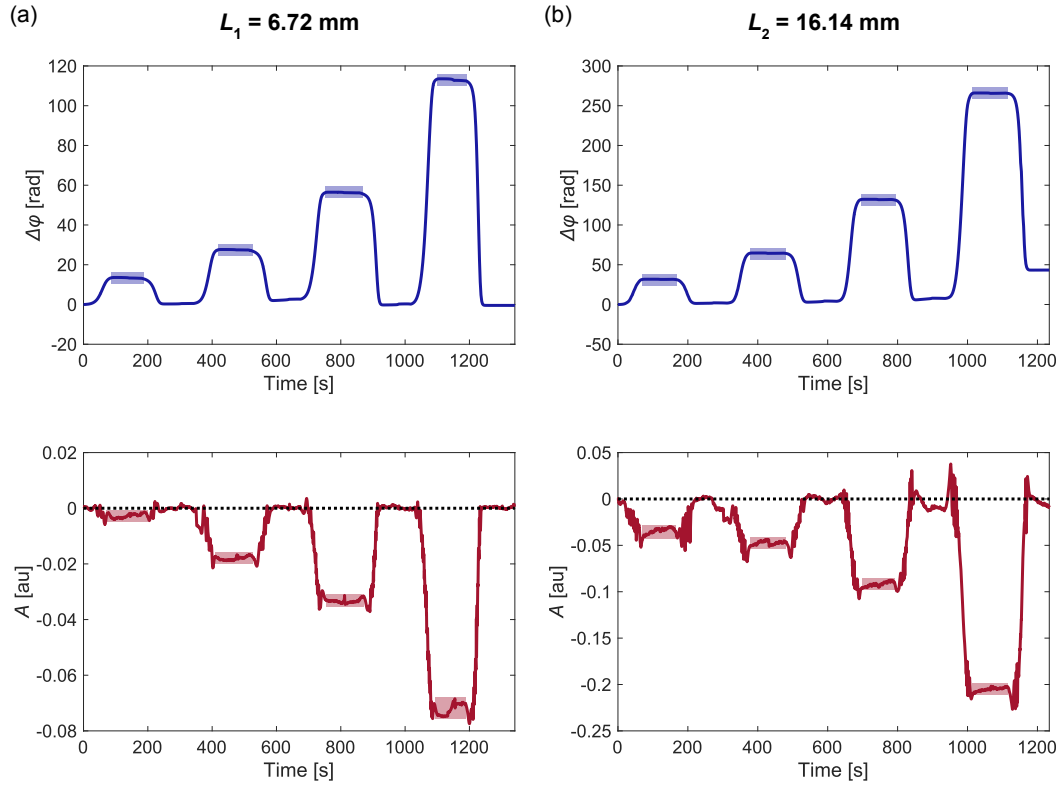 (a)
L1 = 6.72 mm
120
100
80
60
40
20
0
-20
Δφ [rad]
0 200 400 600 800 1000 1200
Time [s]
(b)
L2 = 16.14 mm
300
250
200
150
100
50
0
-50
Δφ [rad]
0 200 400 600 800 1000 1200
Time [s]
0.02
0
-0.02
-0.04
-0.06
-0.08
A [au]
0 200 400 600 800 1000 1200
Time [s]
0.05
0
-0.05
-0.1
-0.15
-0.2
-0.25
A [au]
0 200 400 600 800 1000 1200
Time [s]